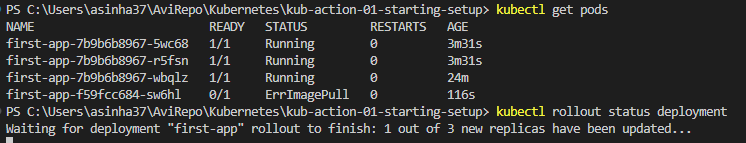 PS C:\Users\asinha37\AviRepo\Kubernetes\kub-action-01-starting-setup> kubectl get pods
NAME                         READY   STATUS         RESTARTS   AGE
first-app-7b9b6b8967-5wc68   1/1     Running        0          3m31s
first-app-7b9b6b8967-r5fsn   1/1     Running        0          3m31s
first-app-7b9b6b8967-wbqlz   1/1     Running        0          24m
first-app-f59fcc684-sw6hl    0/1     ErrImagePull   0          116s
PS C:\Users\asinha37\AviRepo\Kubernetes\kub-action-01-starting-setup> kubectl rollout status deployment
Waiting for deployment "first-app" rollout to finish: 1 out of 3 new replicas have been updated...